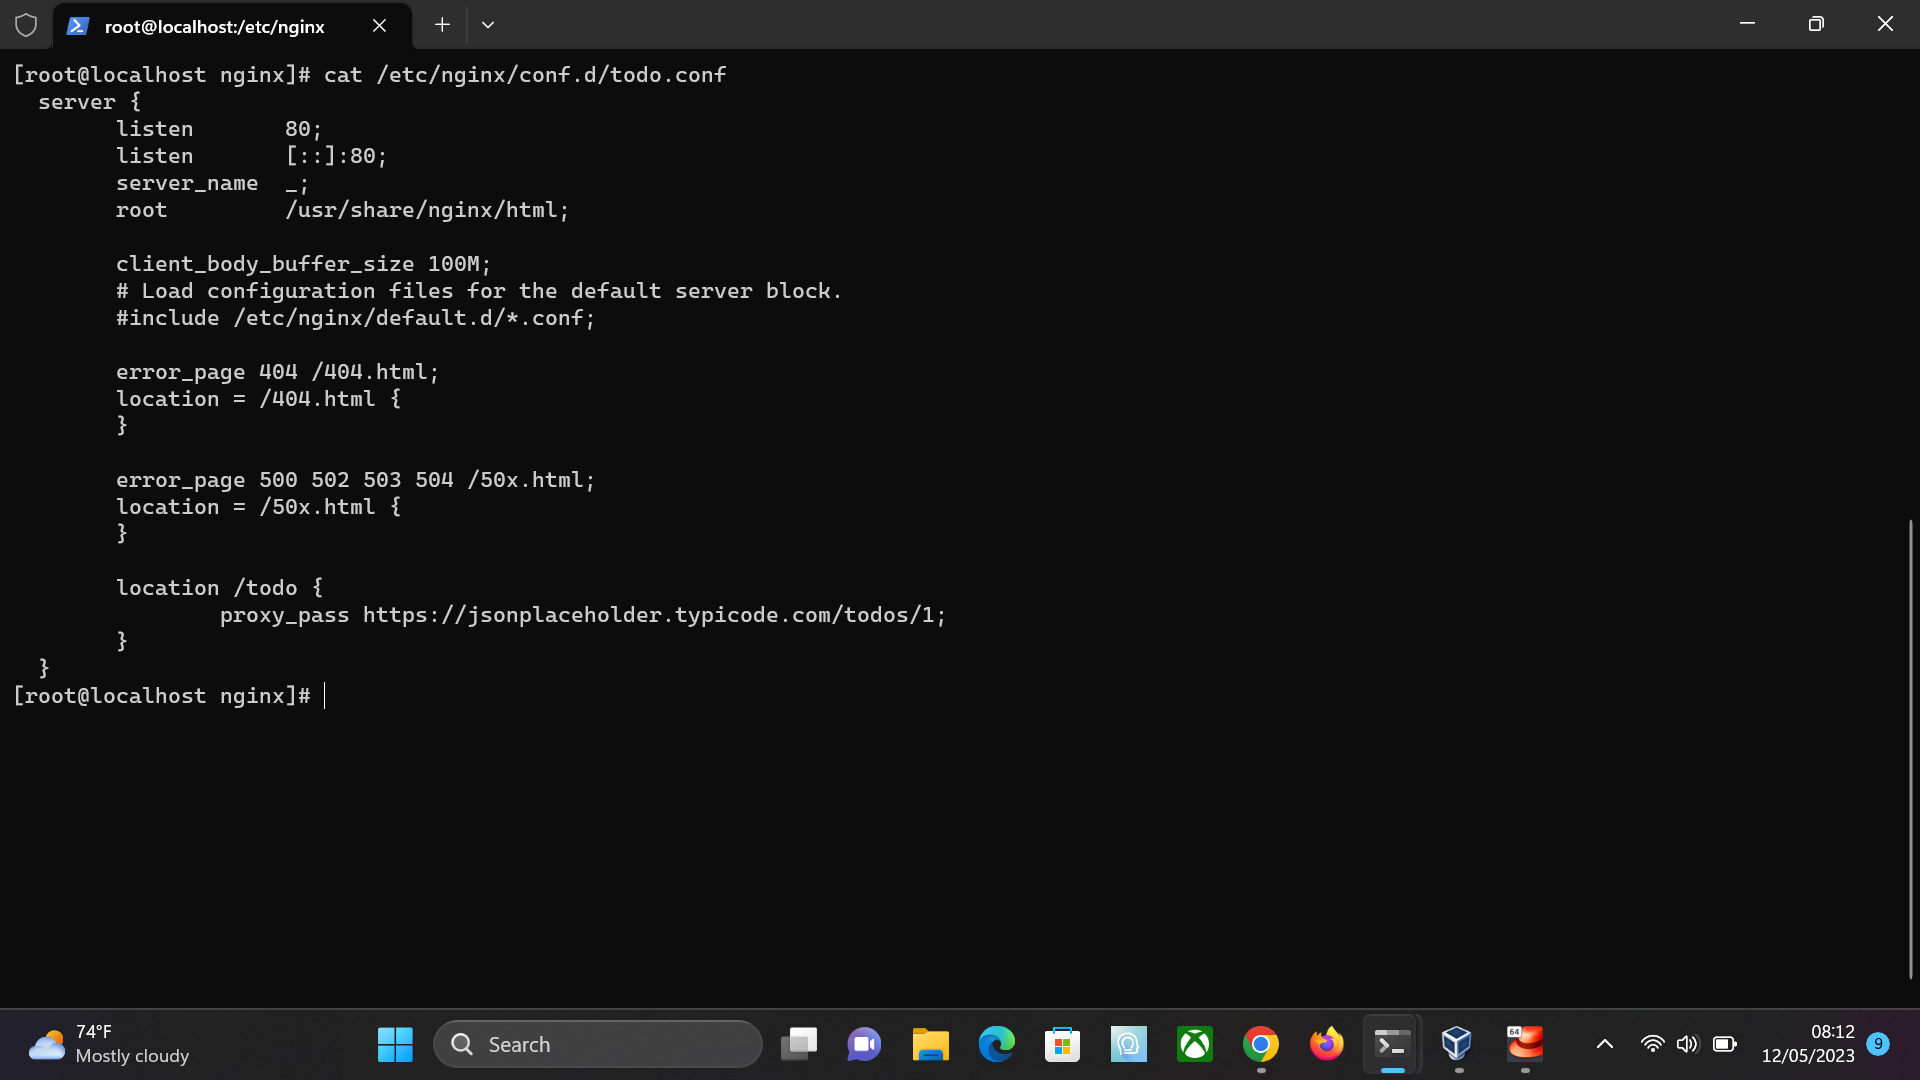 root@localhost:/etc/nginx
[root@localhost nginx]# cat /etc/nginx/conf.d/todo.conf
server {
listen 80;
listen [::]:80;
server_name _;
root /usr/share/nginx/html;
client_body_buffer_size 100M;
# Load configuration files for the default server block.
#include /etc/nginx/default.d/*.conf;
error_page 404 /404.html;
location = /404.html {
}
error_page 500 502 503 504 /50x.html;
location = /50x.html {
}
location /todo {
proxy_pass https://jsonplaceholder.typicode.com/todos/1;
}
}
[root@localhost nginx]#
74°F
Mostly cloudy
Search
64
08:12
12/05/2023
9